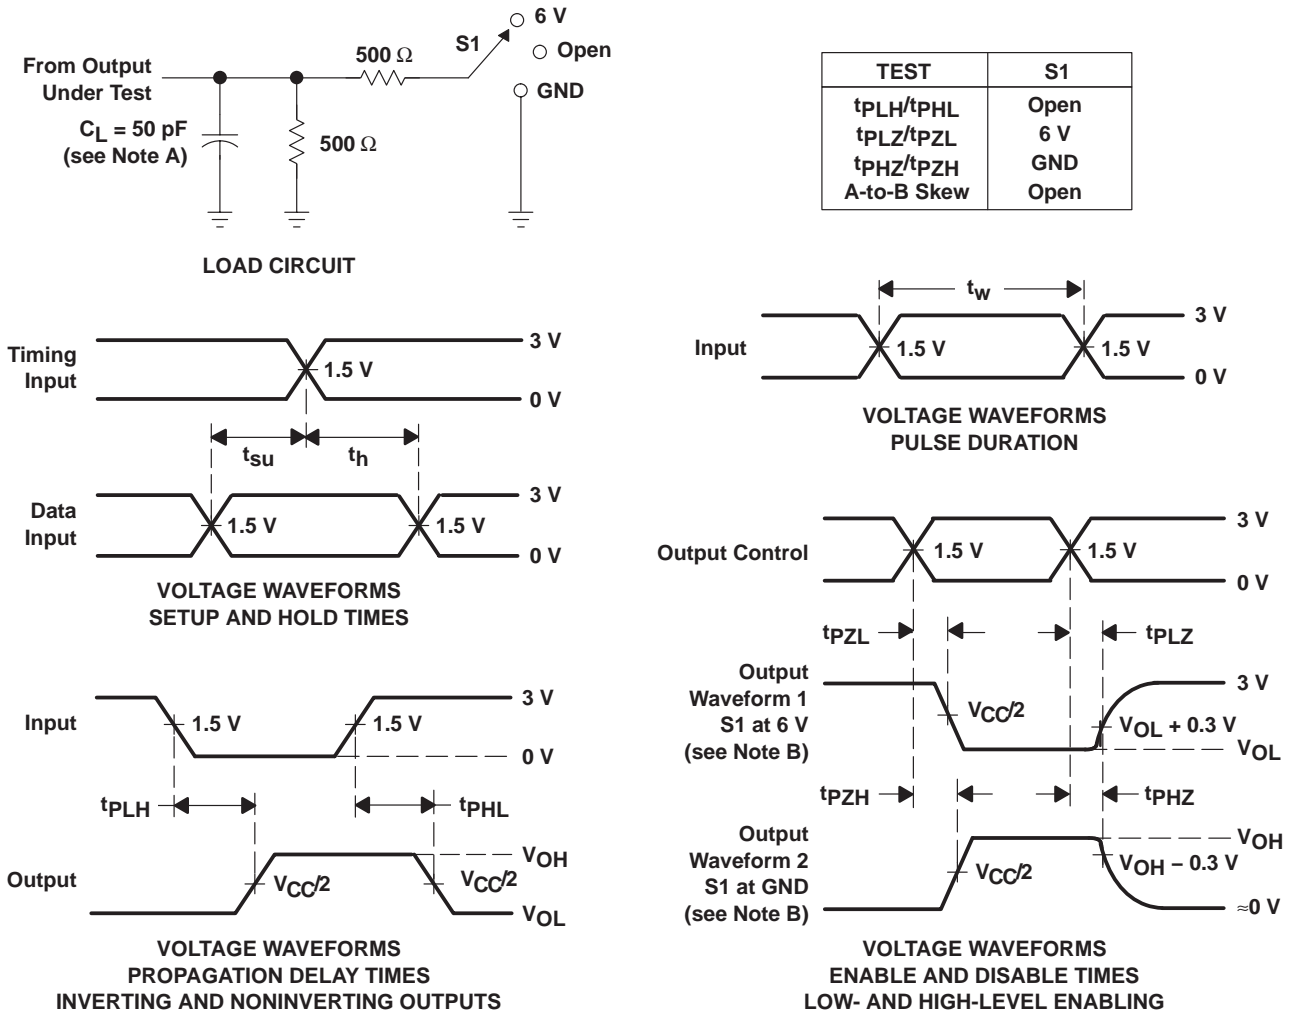 6 V
S1
Open
GND
500 Ω
From Output
Under Test
CL = 50 pF
(see Note A)
500 Ω
LOAD CIRCUIT
TEST S1
tPLH/tPHL Open
tPLZ/tPZL 6 V
tPHZ/tPZH GND
A-to-B Skew Open
Timing
Input
3 V
1.5 V
0 V
tsu
th
Data
Input
3 V
1.5 V
1.5 V
0 V
VOLTAGE WAVEFORMS
SETUP AND HOLD TIMES
tw
Input
3 V
1.5 V
1.5 V
0 V
VOLTAGE WAVEFORMS
PULSE DURATION
Input
3 V
1.5 V
1.5 V
0 V
tPLH
tPHL
Output
VOH
VCC/2
VCC/2
VOL
VOLTAGE WAVEFORMS
PROPAGATION DELAY TIMES
INVERTING AND NONINVERTING OUTPUTS
Output Control
3 V
1.5 V
1.5 V
0 V
tPZL
tPLZ
Output
Waveform 1
S1 at 6 V
(see Note B)
3 V
VCC/2
VOL + 0.3 V
VOL
tPZH
tPHZ
Output
Waveform 2
S1 at GND
(see Note B)
VOH
VCC/2
VOH − 0.3 V
≈0 V
VOLTAGE WAVEFORMS
ENABLE AND DISABLE TIMES
LOW- AND HIGH-LEVEL ENABLING